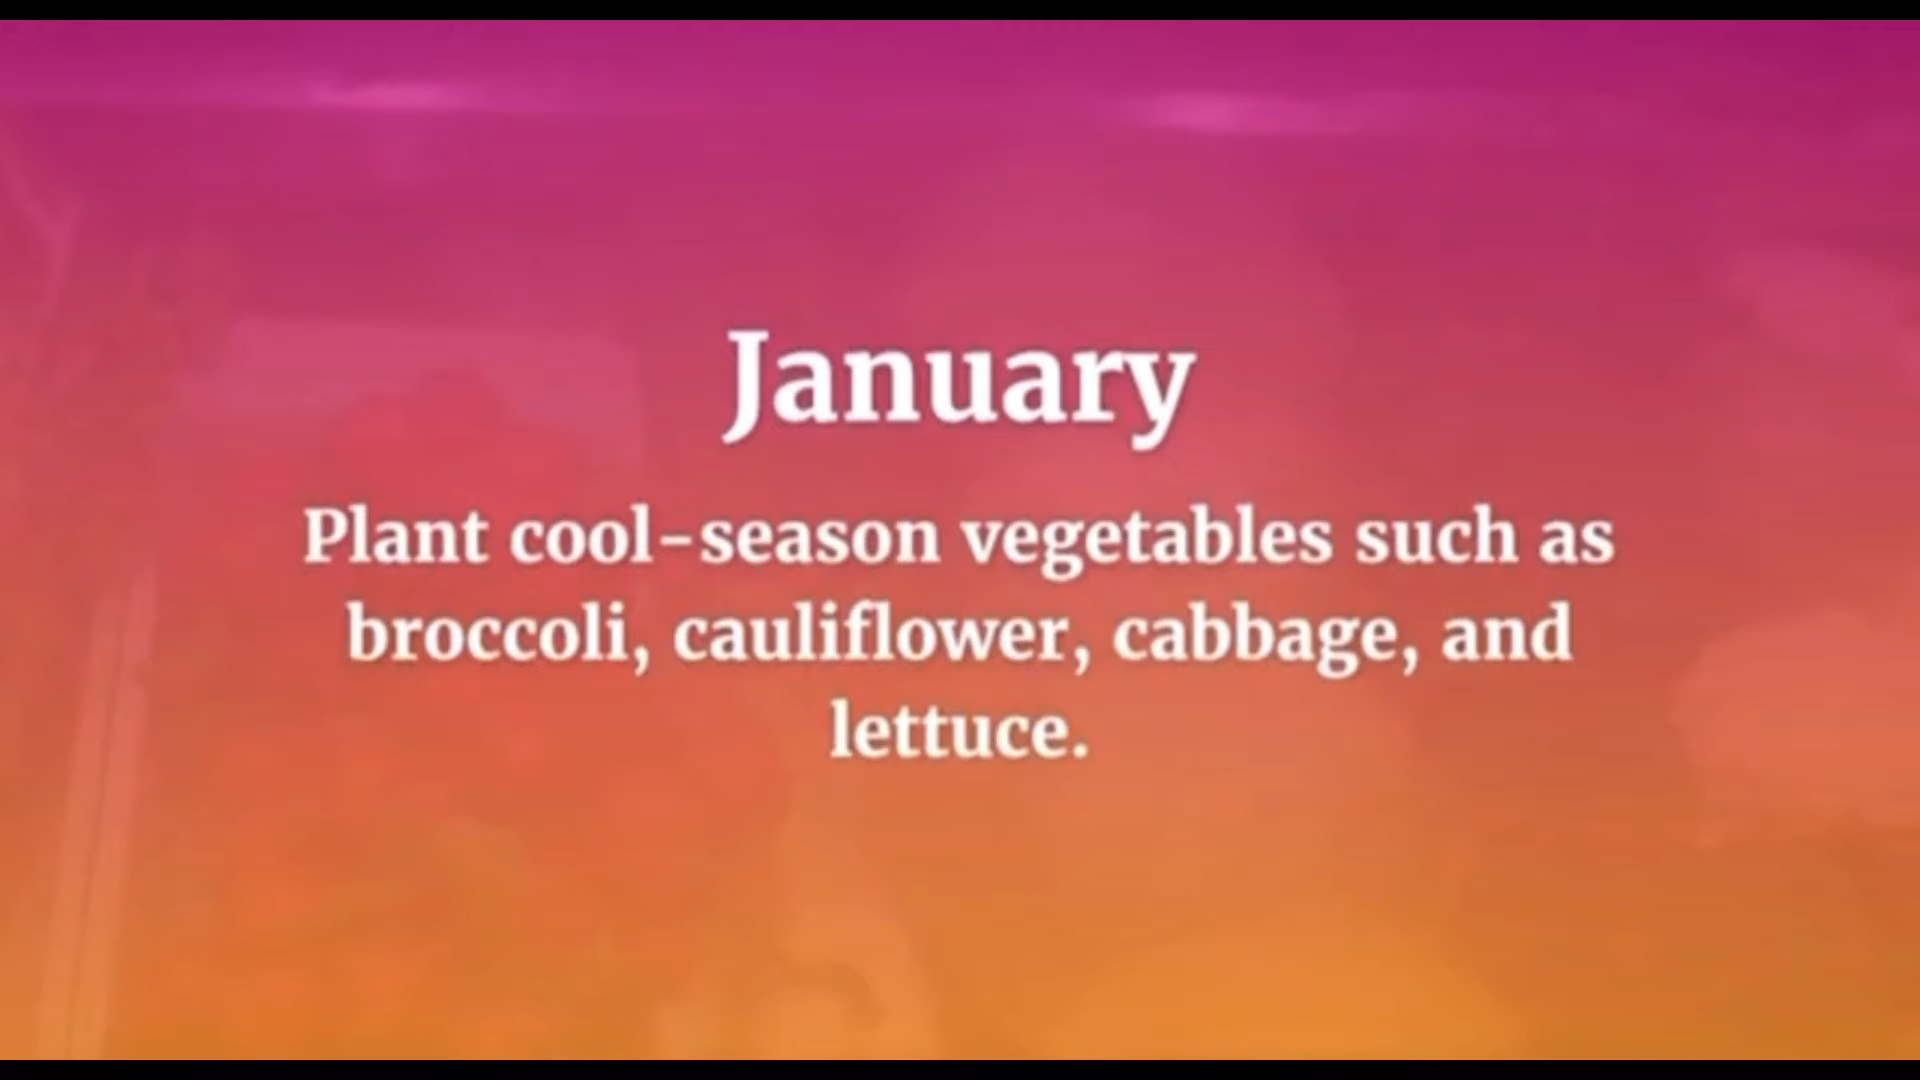 January
Plant cool-season vegetables such as
broccoli, cauliflower, cabbage, and
lettuce.